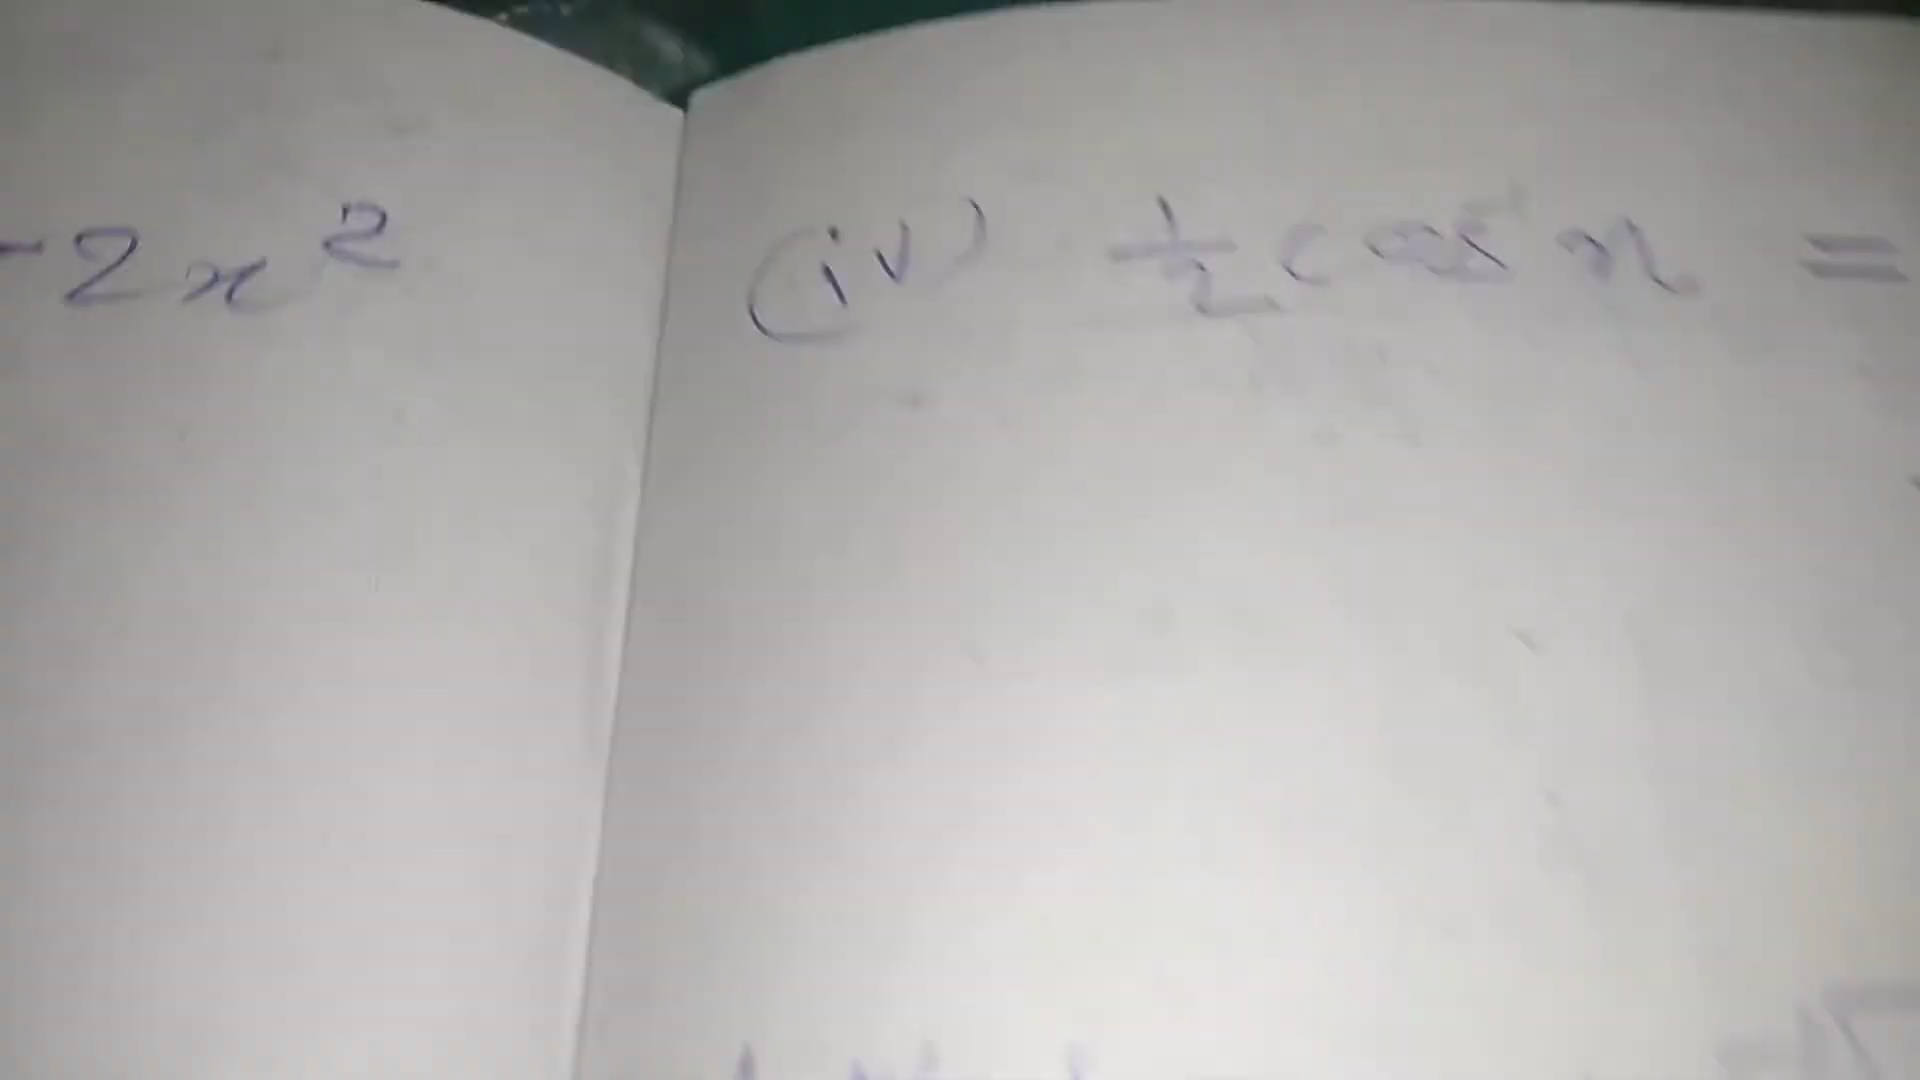 -2x²
(iv) 1/2 cos x =